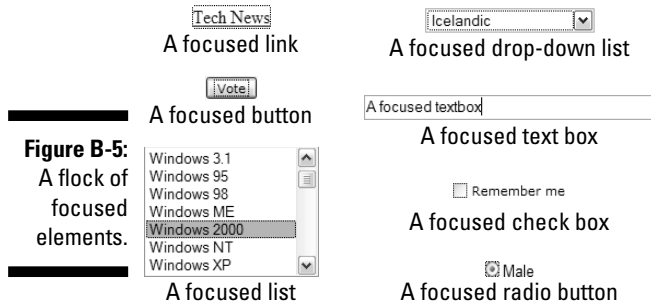 Tech News
A focused link
Vote
A focused button
Figure B-5:
A flock of
focused
elements.
Windows 3.1
Windows 95
Windows 98
Windows ME
Windows 2000
Windows NT
Windows XP
A focused list
Icelandic
A focused drop-down list
A focused textbox
A focused text box
Remember me
A focused check box
Male
A focused radio button